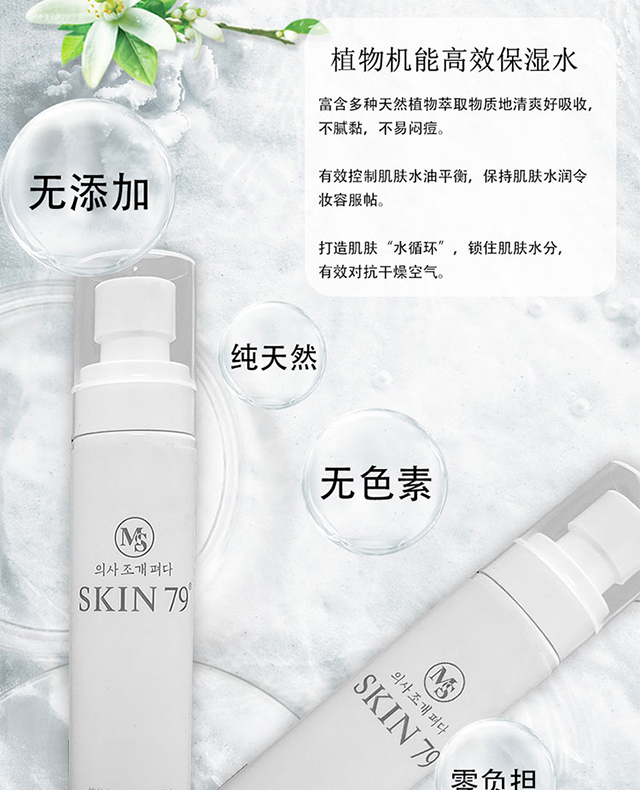 植物机能高效保湿水
富含多种天然植物萃取物质地清爽好吸收，
不腻黏，不易闷痘。
有效控制肌肤水油平衡，保持肌肤水润令
妆容服帖。
打造肌肤“水循环”，锁住肌肤水分，
有效对抗干燥空气。
无添加
纯天然
无色素
MS
의사 조개 펴다
SKIN 79°
MS
의사 조개 펴다
SKIN 79
零负担